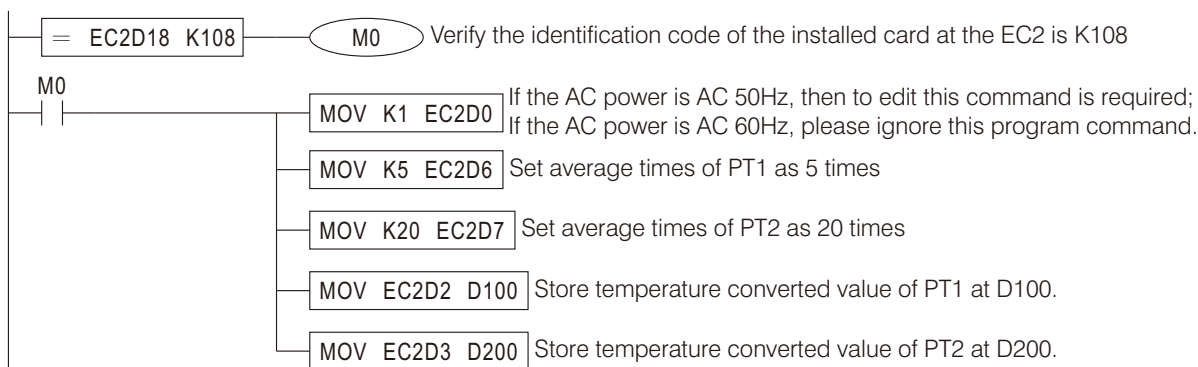 = EC2D18 K108 M0 Verify the identification code of the installed card at the EC2 is K108
M0
MOV K1 EC2D0 If the AC power is AC 50Hz, then to edit this command is required;
If the AC power is AC 60Hz, please ignore this program command.
MOV K5 EC2D6 Set average times of PT1 as 5 times
MOV K20 EC2D7 Set average times of PT2 as 20 times
MOV EC2D2 D100 Store temperature converted value of PT1 at D100.
MOV EC2D3 D200 Store temperature converted value of PT2 at D200.